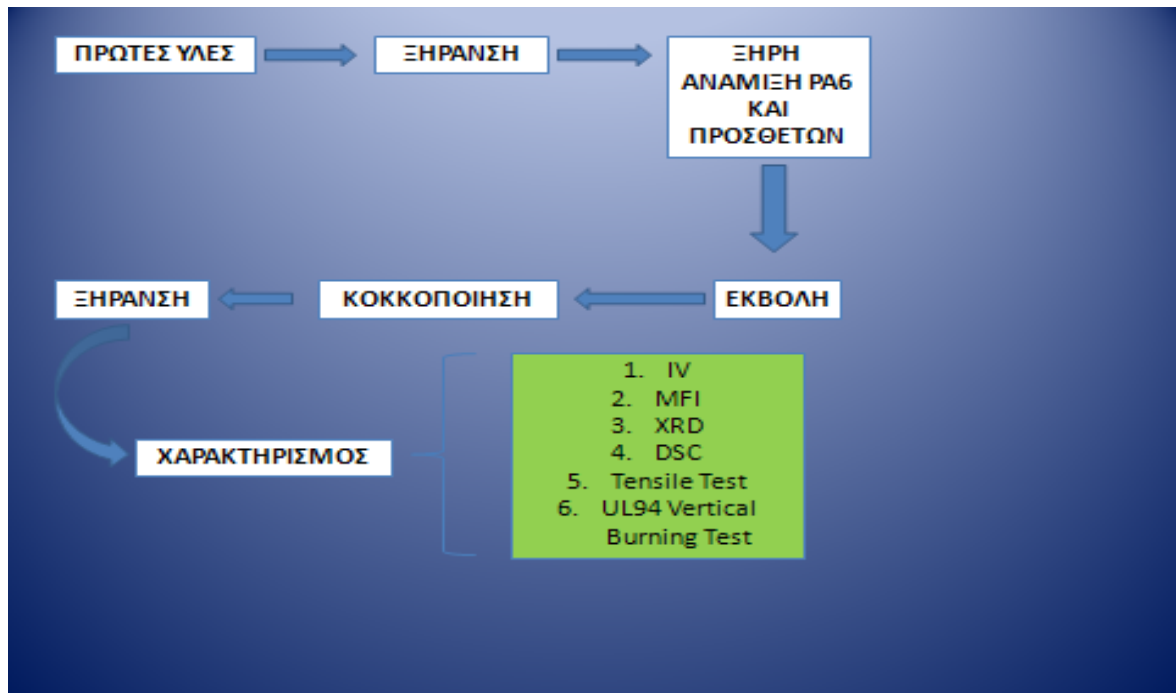 ΠΡΩΤΕΣ ΥΛΕΣ
ΞΗΡΑΝΣΗ
ΞΗΡΗ
ΑΝΑΜΙΞΗ PA6
ΚΑΙ
ΠΡΟΣΘΕΤΩΝ
ΞΗΡΑΝΣΗ
ΚΟΚΚΟΠΟΙΗΣΗ
ΕΚΒΟΛΗ
1. IV
2. MFI
3. XRD
4. DSC
5. Tensile Test
6. UL94 Vertical
Burning Test
ΧΑΡΑΚΤΗΡΙΣΜΟΣ